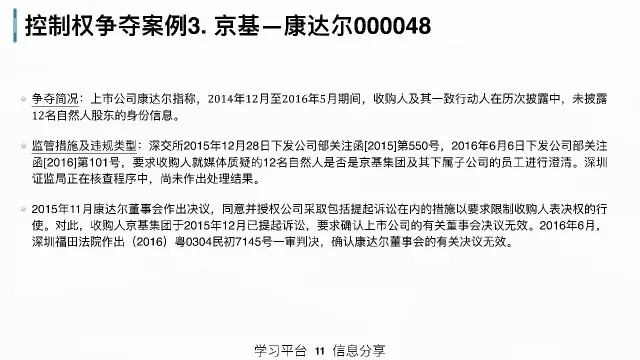 控制权争夺案例3. 京基—康达尔000048
争夺简况：上市公司康达尔指称，2014年12月至2016年5月期间，收购人及其一致行动人在历次披露中，未披露
12名自然人股东的身份信息。
监管措施及违规类型：深交所2015年12月28日下发公司部关注函[2015]第550号，2016年6月6日下发公司部关注
函[2016]第101号，要求收购人就媒体质疑的12名自然人是否是京基集团及其下属子公司的员工进行澄清。深圳
证监局正在核查程序中，尚未作出处理结果。
2015年11月康达尔董事会作出决议，同意并授权公司采取包括提起诉讼在内的措施以要求限制收购人表决权的行
使。对此，收购人京基集团于2015年12月已提起诉讼，要求确认上市公司的有关董事会决议无效。2016年6月，
深圳福田法院作出（2016）粤0304民初7145号一审判决，确认康达尔董事会的有关决议无效。
学习平台 11 信息分享